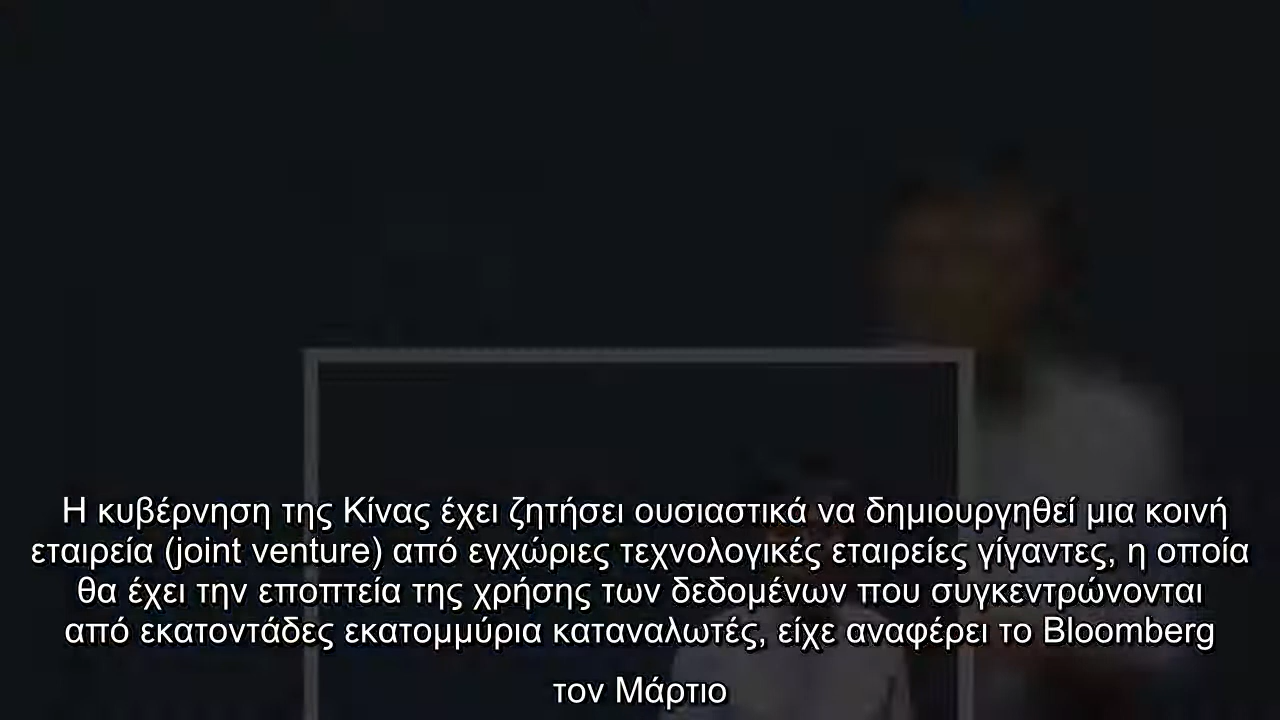 Η κυβέρνηση της Κίνας έχει ζητήσει ουσιαστικά να δημιουργηθεί μια κοινή
εταιρεία (joint venture) από εγχώριες τεχνολογικές εταιρείες γίγαντες, η οποία
θα έχει την εποπτεία της χρήσης των δεδομένων που συγκεντρώνονται
από εκατοντάδες εκατομμύρια καταναλωτές, είχε αναφέρει το Bloomberg
τον Μάρτιο